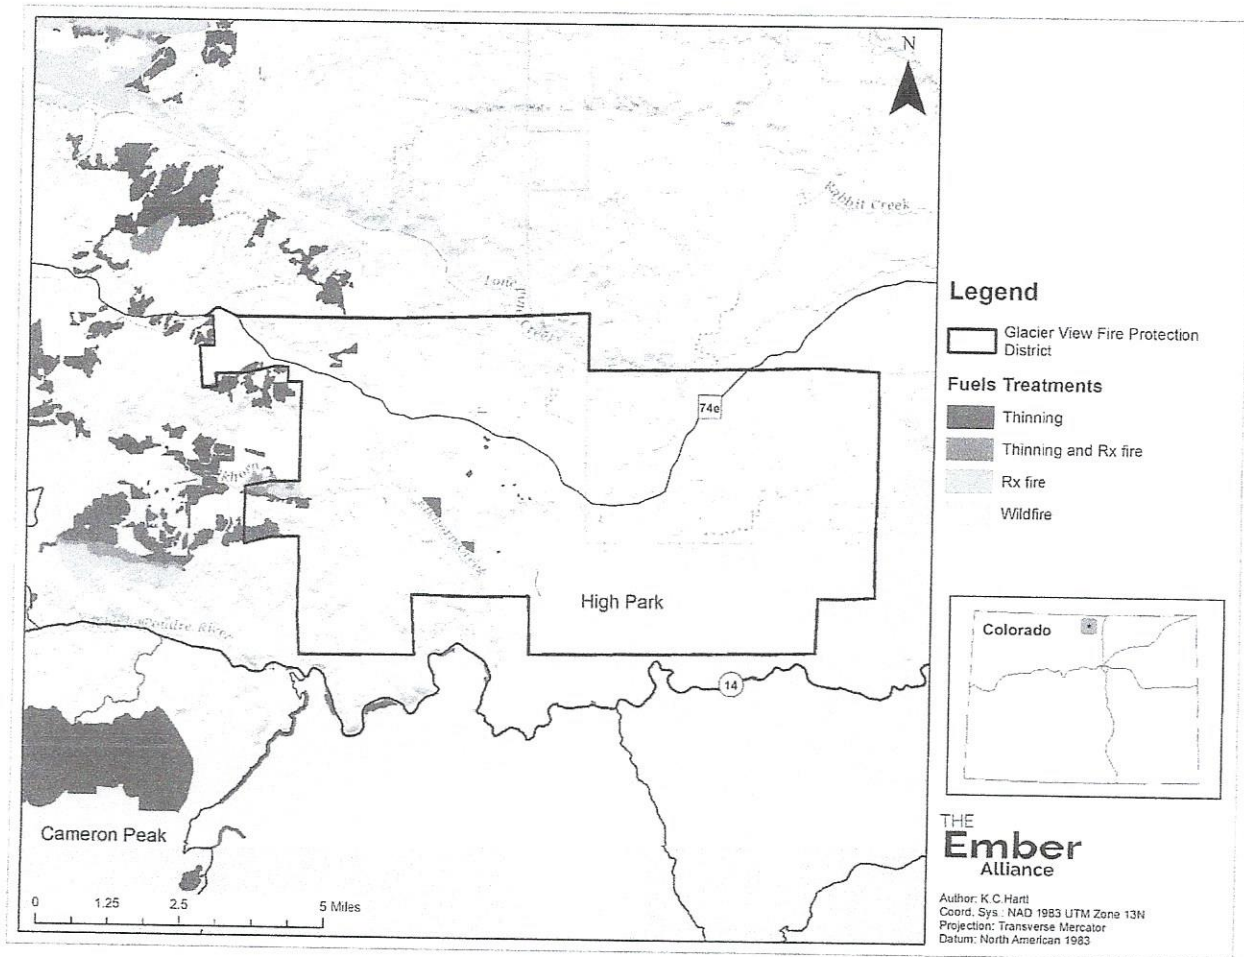 N
Rabbit Creek
Lone
Creek
74e
High Park
14
Poudre River
Cameron Peak
0 1.25 2.5 5 Miles
Legend
Glacier View Fire Protection
District
Fuels Treatments
Thinning
Thinning and Rx fire
Rx fire
Wildfire
Colorado
THE
Ember
Alliance
Author: K.C.Hartl
Coord. Sys.: NAD 1983 UTM Zone 13N
Projection: Transverse Mercator
Datum: North American 1983